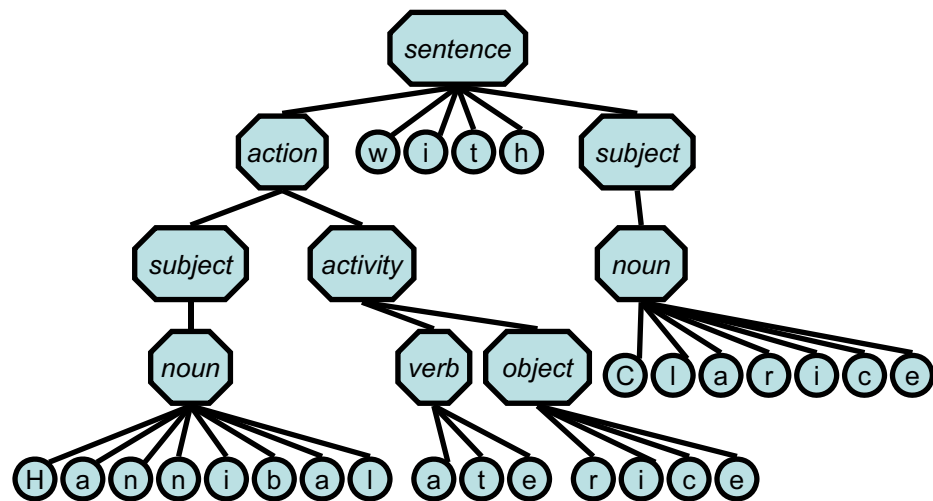 sentence
action w i t h subject
subject activity noun
noun verb object C l a r i c e
H a n n i b a l a t e r i c e